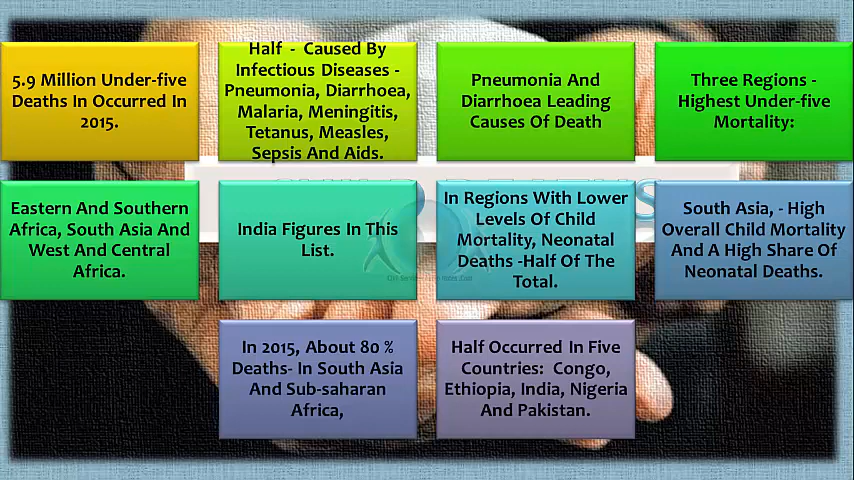 5.9 Million Under-five
Deaths In Occurred In
2015.
Half - Caused By
Infectious Diseases -
Pneumonia, Diarrhoea,
Malaria, Meningitis,
Tetanus, Measles,
Sepsis And Aids.
Pneumonia And
Diarrhoea Leading
Causes Of Death
Three Regions -
Highest Under-five
Mortality:
Eastern And Southern
Africa, South Asia And
West And Central
Africa.
India Figures In This
List.
In Regions With Lower
Levels Of Child
Mortality, Neonatal
Deaths -Half Of The
Total.
South Asia, - High
Overall Child Mortality
And A High Share Of
Neonatal Deaths.
In 2015, About 80 %
Deaths- In South Asia
And Sub-saharan
Africa,
Half Occurred In Five
Countries: Congo,
Ethiopia, India, Nigeria
And Pakistan.